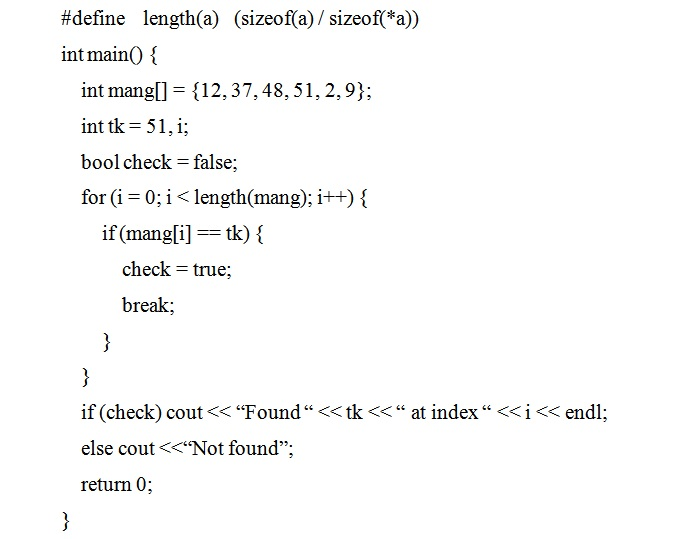 #define length(a) (sizeof(a) / sizeof(*a))
int main() {
int mang[] = {12, 37, 48, 51, 2, 9};
int tk = 51, i;
bool check = false;
for (i = 0; i < length(mang); i++) {
if (mang[i] == tk) {
check = true;
break;
}
}
if (check) cout << “Found “ << tk << “ at index “ << i << endl;
else cout <<“Not found”;
return 0;
}